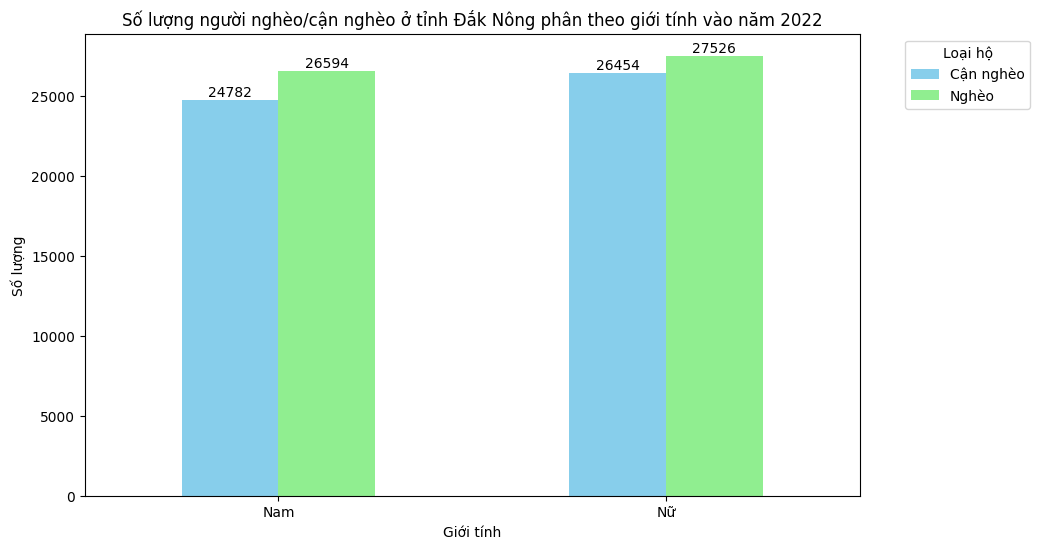 Số lượng người nghèo/cận nghèo ở tỉnh Đắk Nông phân theo giới tính vào năm 2022
Loại hộ
Cận nghèo
Nghèo
24782
26594
26454
27526
Số lượng
25000
20000
15000
10000
5000
0
Nam
Nữ
Giới tính